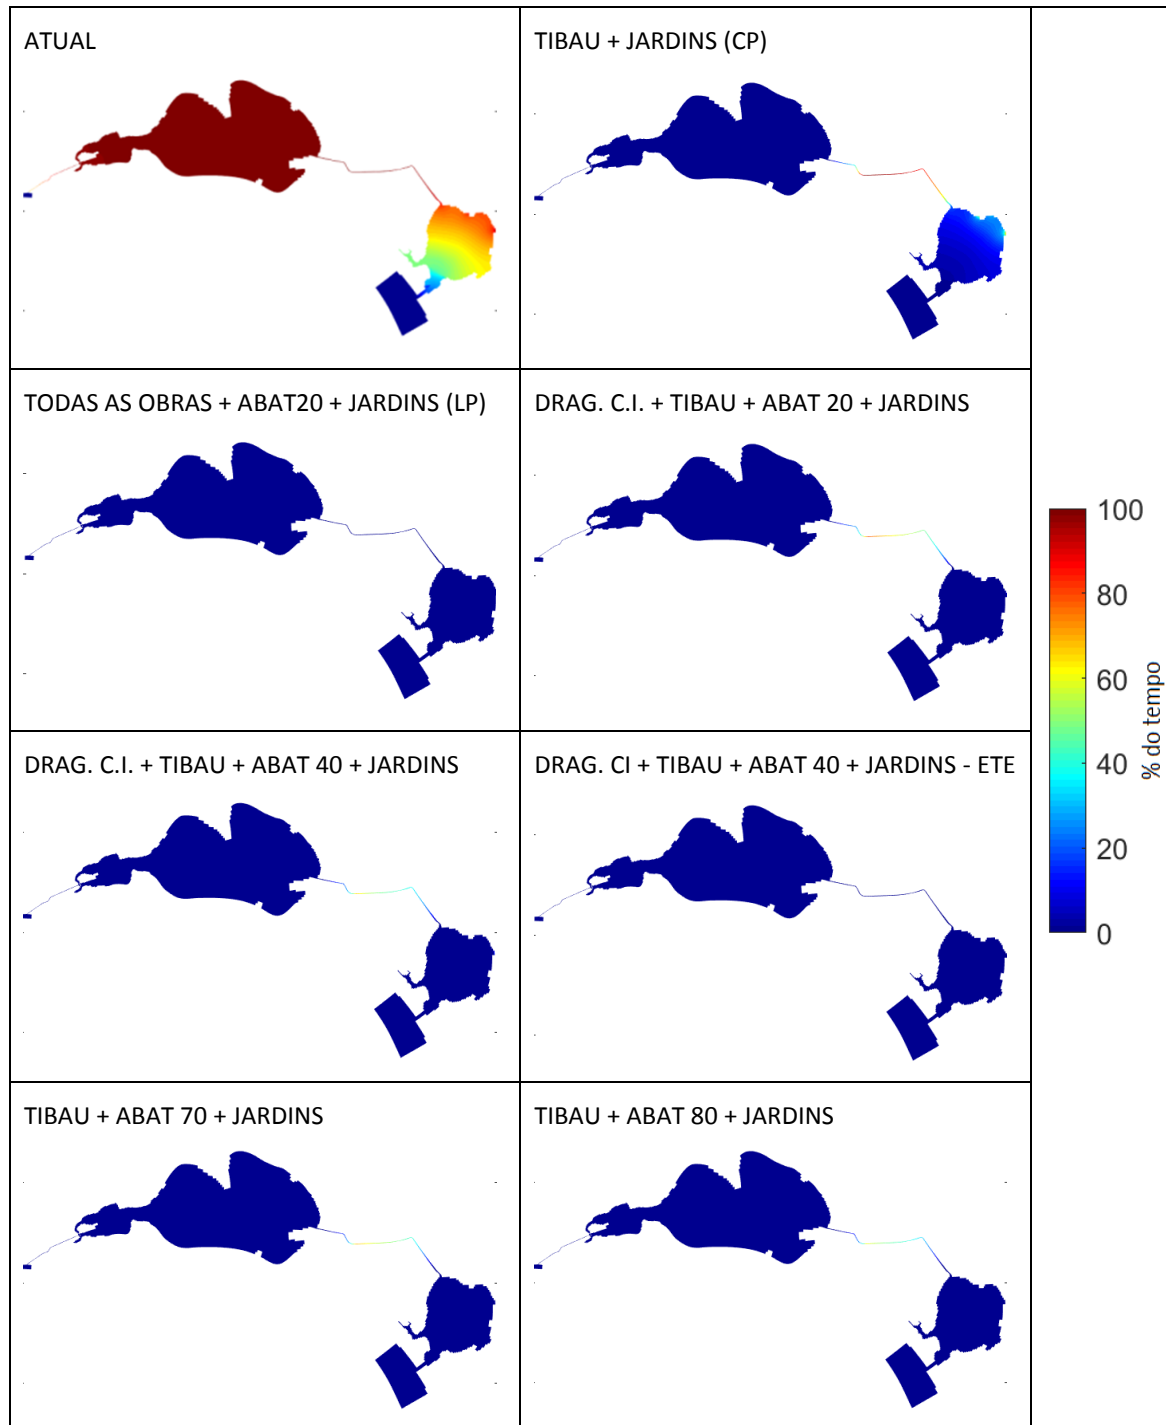 ATUAL
TIBAU + JARDINS (CP)
TODAS AS OBRAS + ABAT20 + JARDINS (LP)
DRAG. C.I. + TIBAU + ABAT 20 + JARDINS
DRAG. C.I. + TIBAU + ABAT 40 + JARDINS
DRAG. CI + TIBAU + ABAT 40 + JARDINS - ETE
TIBAU + ABAT 70 + JARDINS
TIBAU + ABAT 80 + JARDINS
100
80
60
40
20
0
% do tempo